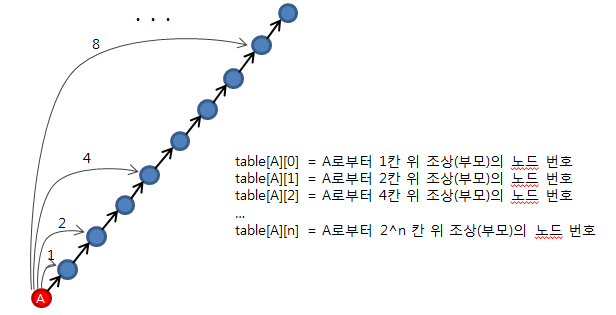 . . .
8
4
2
1
A
table[A][0] = A로부터 1칸 위 조상(부모)의 노드 번호
table[A][1] = A로부터 2칸 위 조상(부모)의 노드 번호
table[A][2] = A로부터 4칸 위 조상(부모)의 노드 번호
...
table[A][n] = A로부터 2^n 칸 위 조상(부모)의 노드 번호